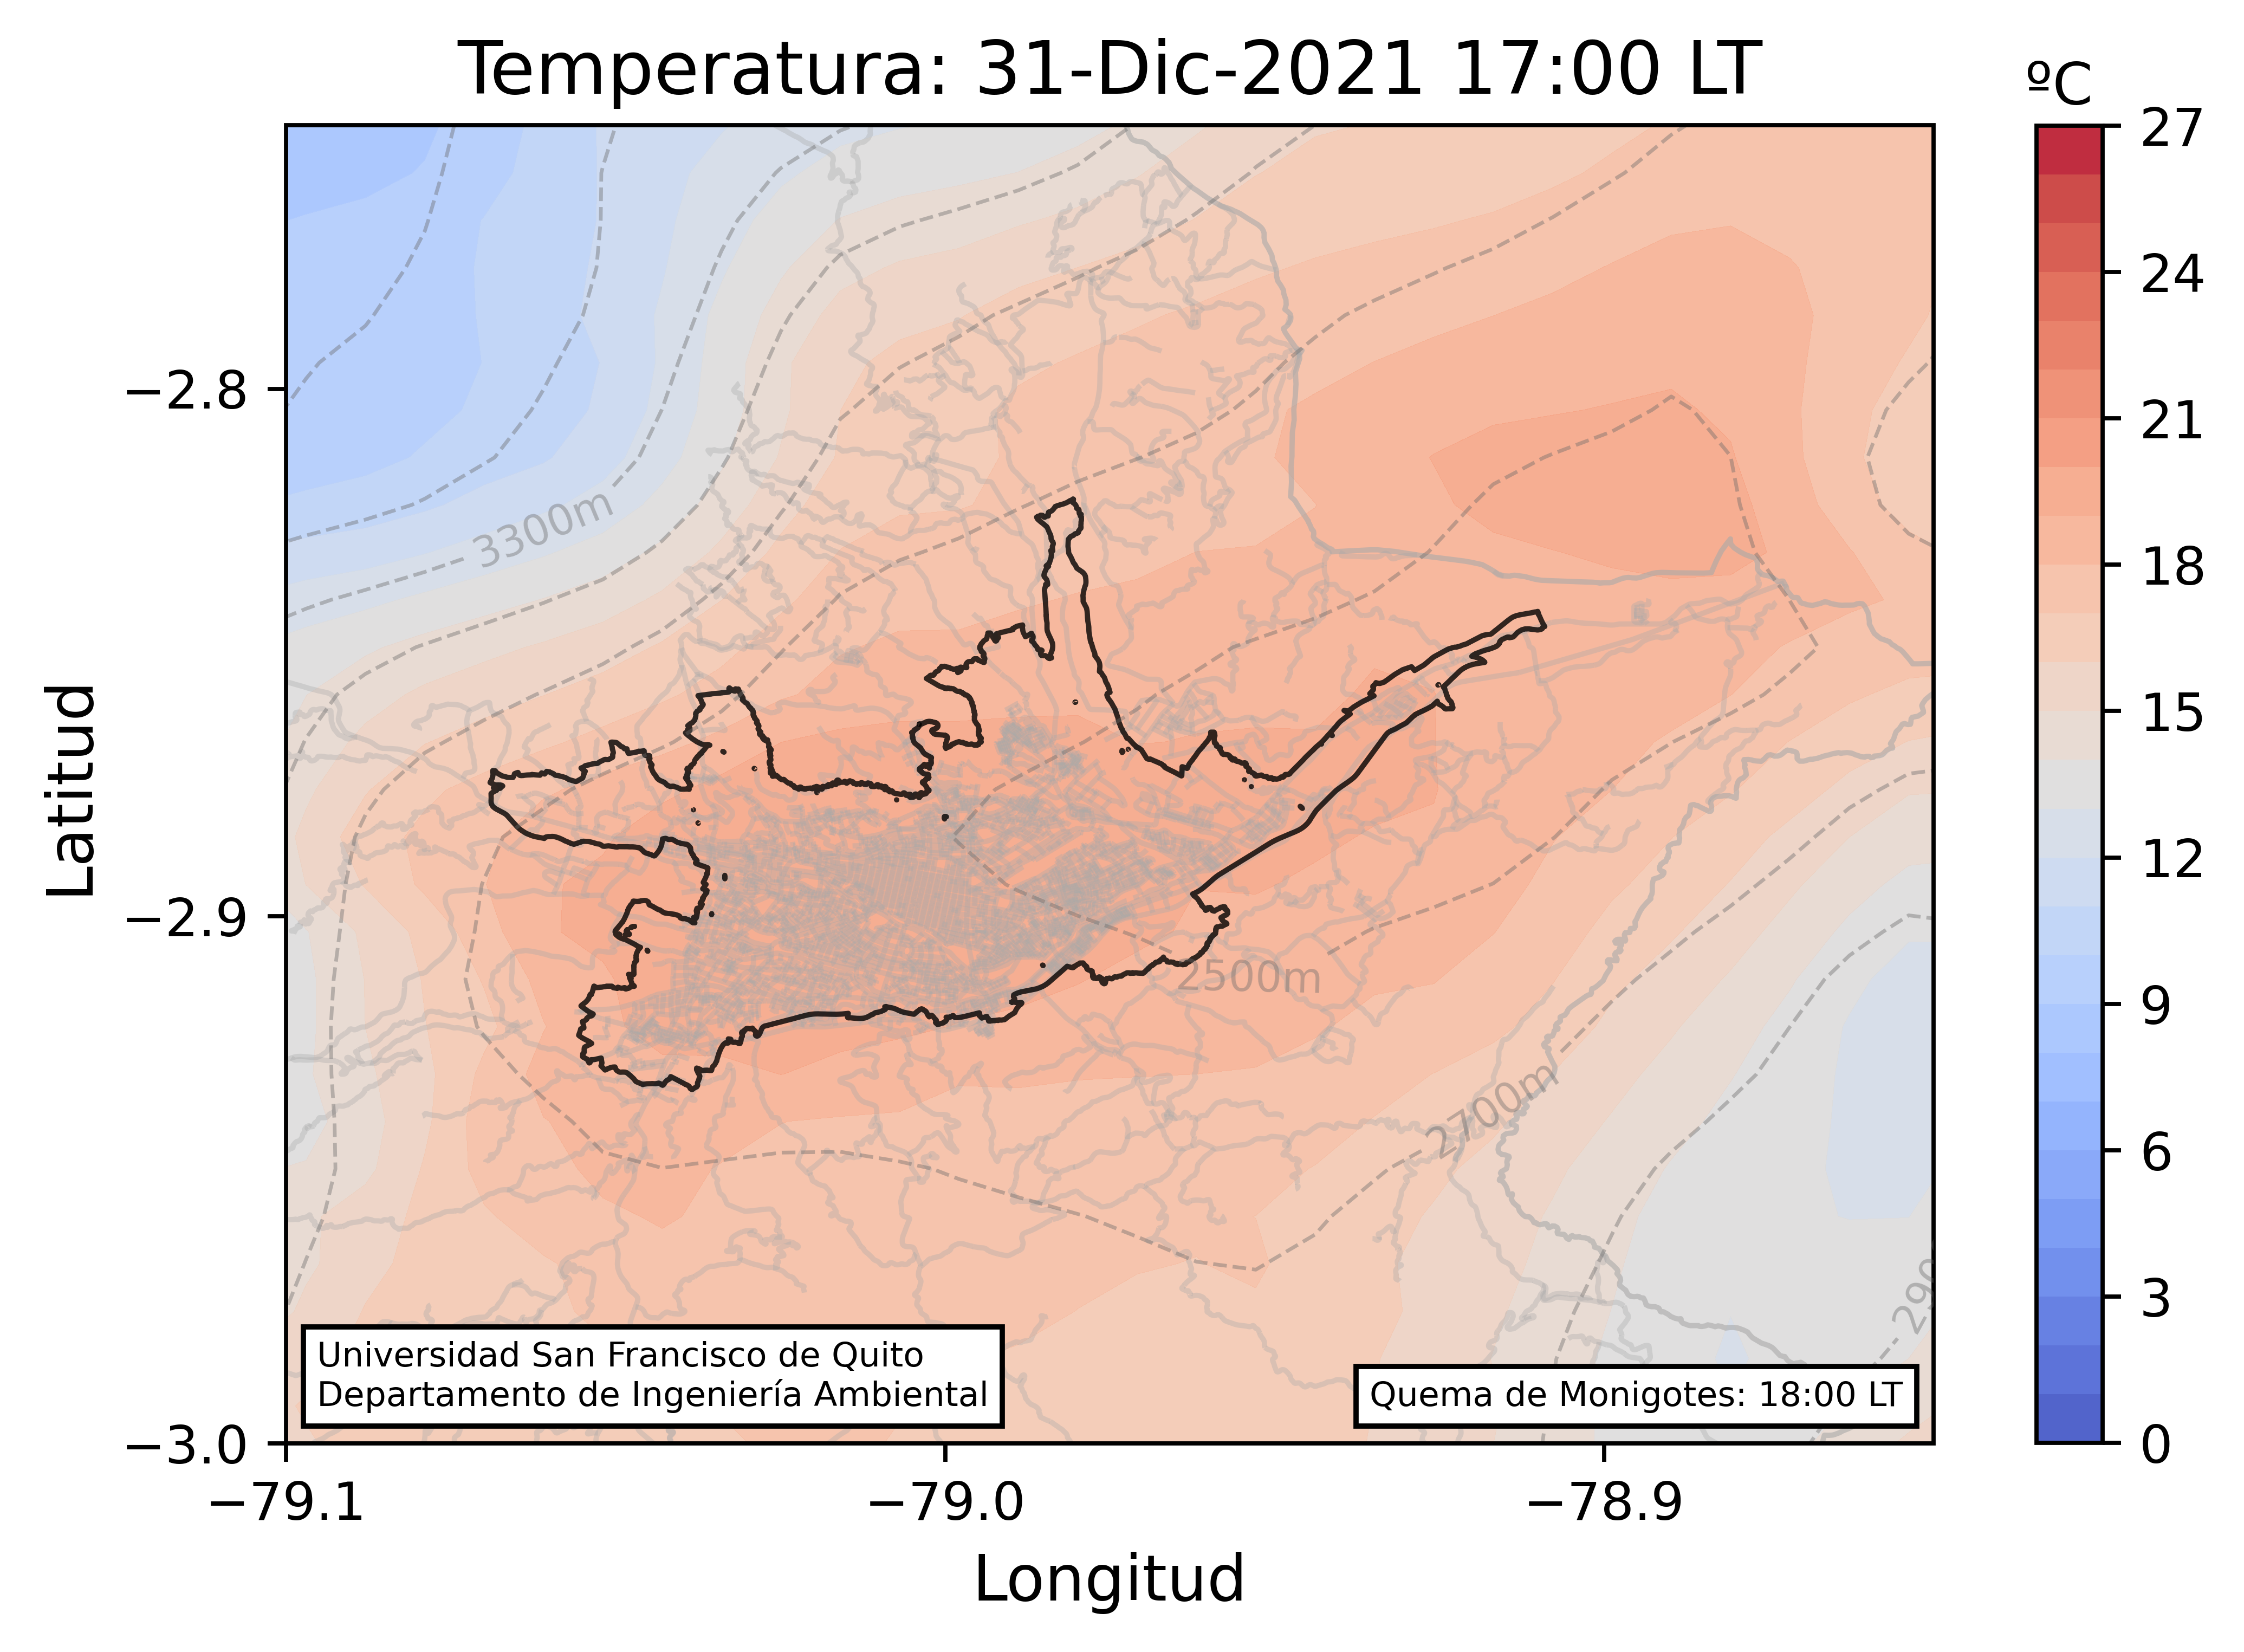 Temperatura: 31-Dic-2021 17:00 LT
ºC
27
24
21
18
15
12
9
6
3
0
Latitud
−2.8
−2.9
−3.0
3300m
2500m
2700m
290
Universidad San Francisco de Quito
Departamento de Ingeniería Ambiental
Quema de Monigotes: 18:00 LT
−79.1
−79.0
−78.9
Longitud